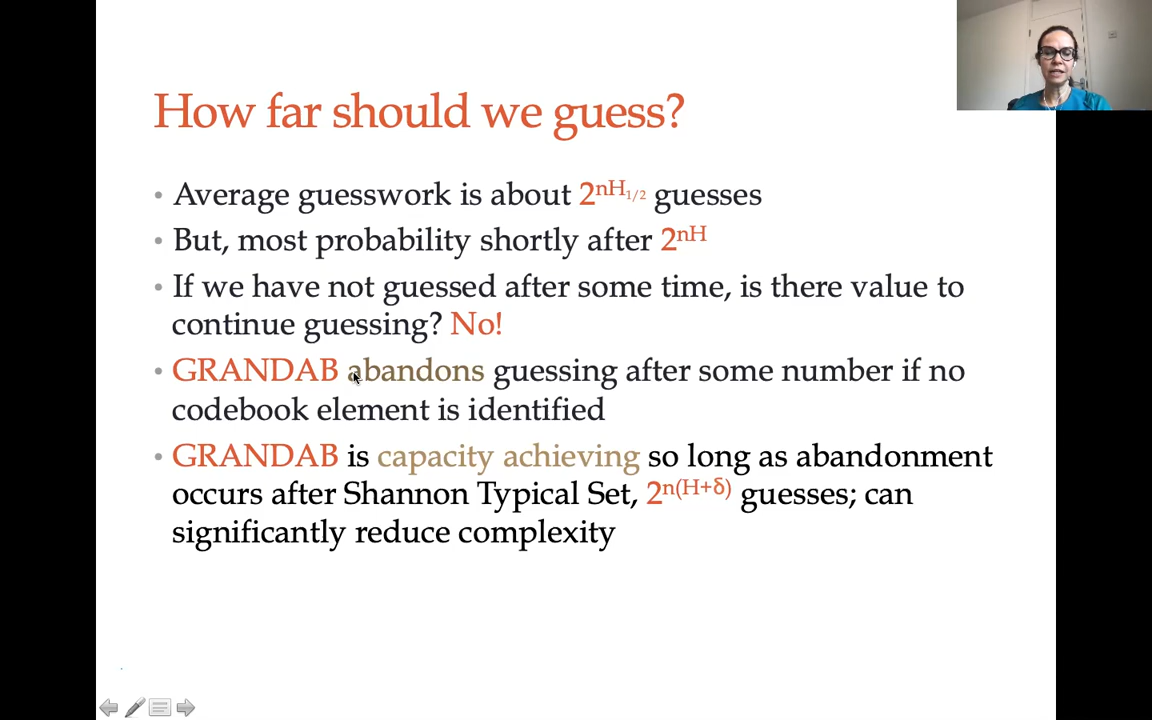 How far should we guess?
• Average guesswork is about 2^nH_1/2 guesses
• But, most probability shortly after 2^nH
• If we have not guessed after some time, is there value to
continue guessing? No!
• GRANDAB abandons guessing after some number if no
codebook element is identified
• GRANDAB is capacity achieving so long as abandonment
occurs after Shannon Typical Set, 2^n(H+δ) guesses; can
significantly reduce complexity